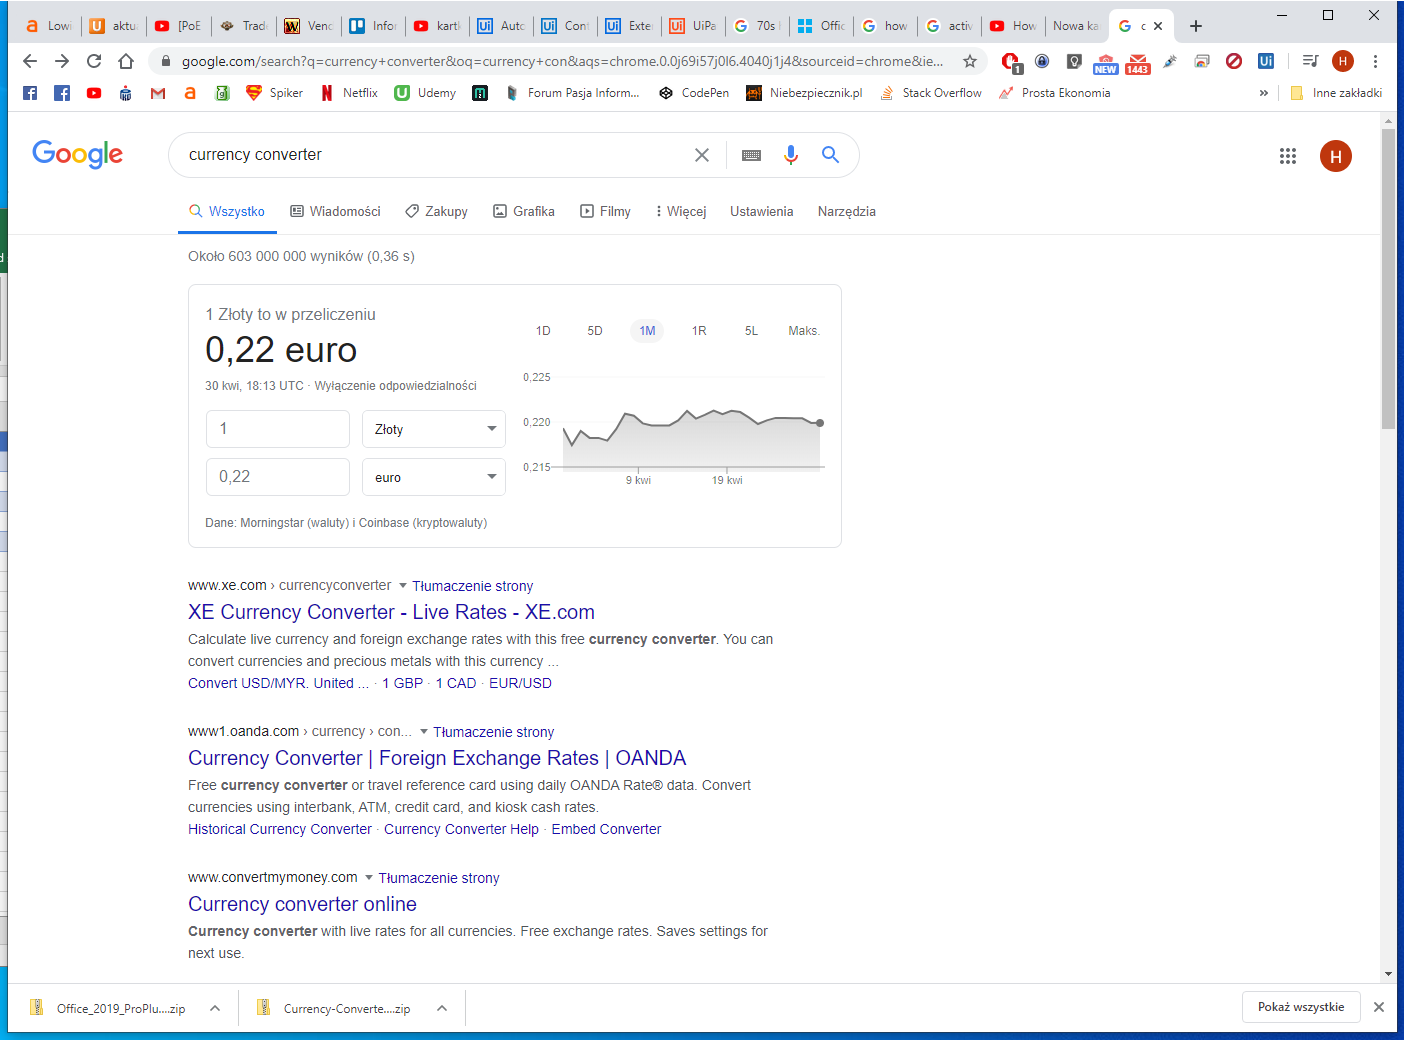 Lowi aktu [PoE Trade Venc Infor kartk Auto Cont Exter UiPa 70s Offic how activ How Nowa ka c
google.com/search?q=currency+converter&oq=currency+con&aqs=chrome.0.0j69i57j0l6.4040j1j4&sourceid=chrome&ie...
1 NEW 1443 Ui H
Spiker Netflix Udemy Forum Pasja Inform... CodePen Niebezpiecznik.pl Stack Overflow Prosta Ekonomia » Inne zakładki
Google currency converter H
Wszystko Wiadomości Zakupy Grafika Filmy Więcej Ustawienia Narzędzia
Około 603 000 000 wyników (0,36 s)
1 Złoty to w przeliczeniu
0,22 euro
30 kwi, 18:13 UTC · Wyłączenie odpowiedzialności
1 Złoty
0,22 euro
Dane: Morningstar (waluty) i Coinbase (kryptowaluty)
1D 5D 1M 1R 5L Maks.
0,225
0,220
0,215
9 kwi 19 kwi
www.xe.com › currencyconverter Tłumaczenie strony
XE Currency Converter - Live Rates - XE.com
Calculate live currency and foreign exchange rates with this free currency converter. You can
convert currencies and precious metals with this currency ...
Convert USD/MYR. United ... · 1 GBP · 1 CAD · EUR/USD
www1.oanda.com › currency › con... Tłumaczenie strony
Currency Converter | Foreign Exchange Rates | OANDA
Free currency converter or travel reference card using daily OANDA Rate® data. Convert
currencies using interbank, ATM, credit card, and kiosk cash rates.
Historical Currency Converter · Currency Converter Help · Embed Converter
www.convertmymoney.com Tłumaczenie strony
Currency converter online
Currency converter with live rates for all currencies. Free exchange rates. Saves settings for
next use.
Office_2019_ProPlu....zip Currency-Converte....zip Pokaż wszystkie